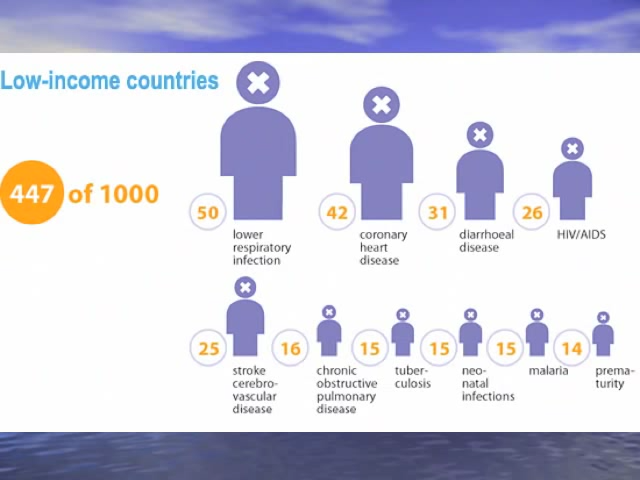 Low-income countries
447 of 1000
50
lower
respiratory
infection
42
coronary
heart
disease
31
diarrhoeal
disease
26
HIV/AIDS
25
stroke
cerebro-
vascular
disease
16
chronic
obstructive
pulmonary
disease
15
tuber-
culosis
15
neo-
natal
infections
15
malaria
14
prema-
turity